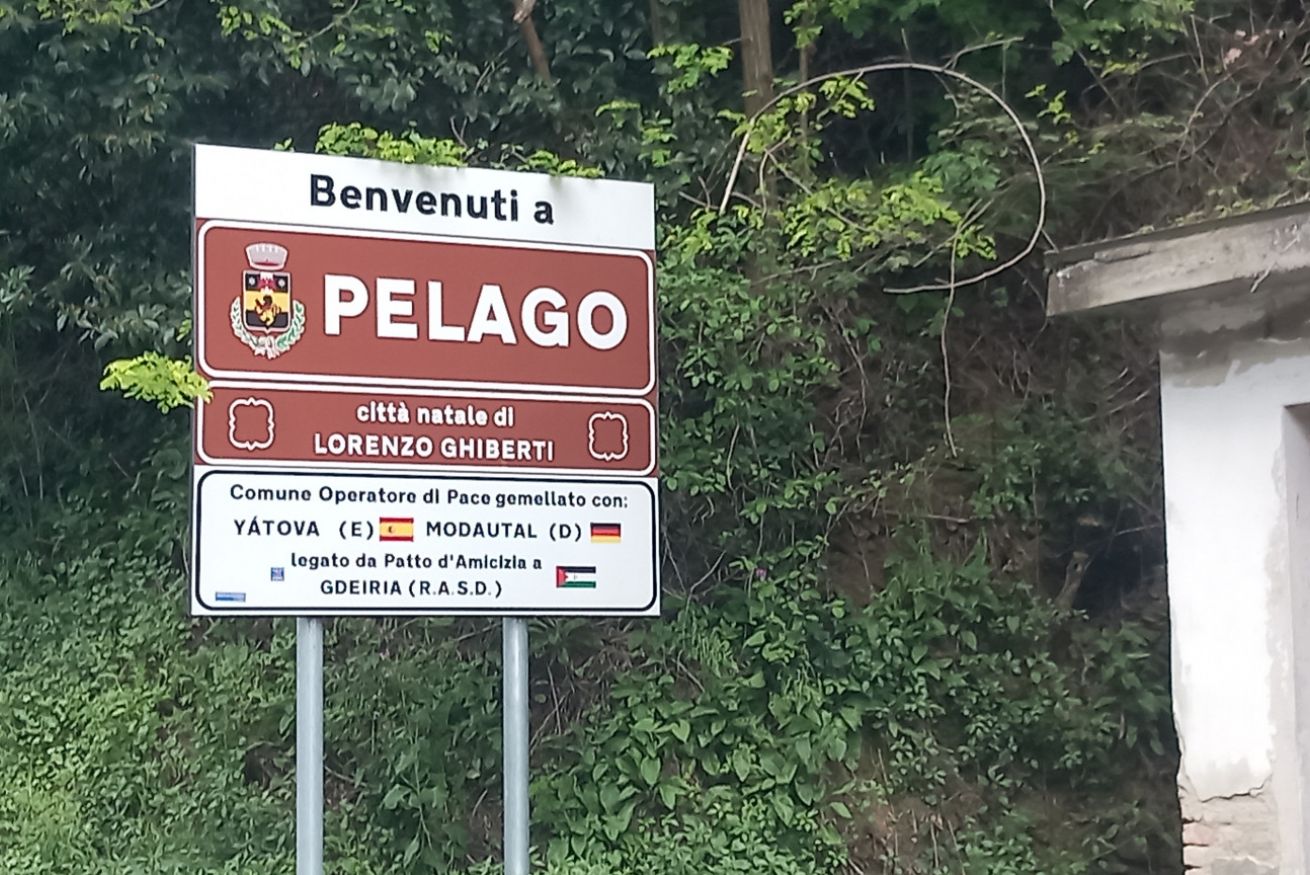 Benvenuti a
PELAGO
città natale di
LORENZO GHIBERTI
Comune Operatore di Pace gemellato con:
YÁTOVA (E) MODAUTAL (D)
legato da Patto d'Amicizia a
GDEIRIA (R.A.S.D.)